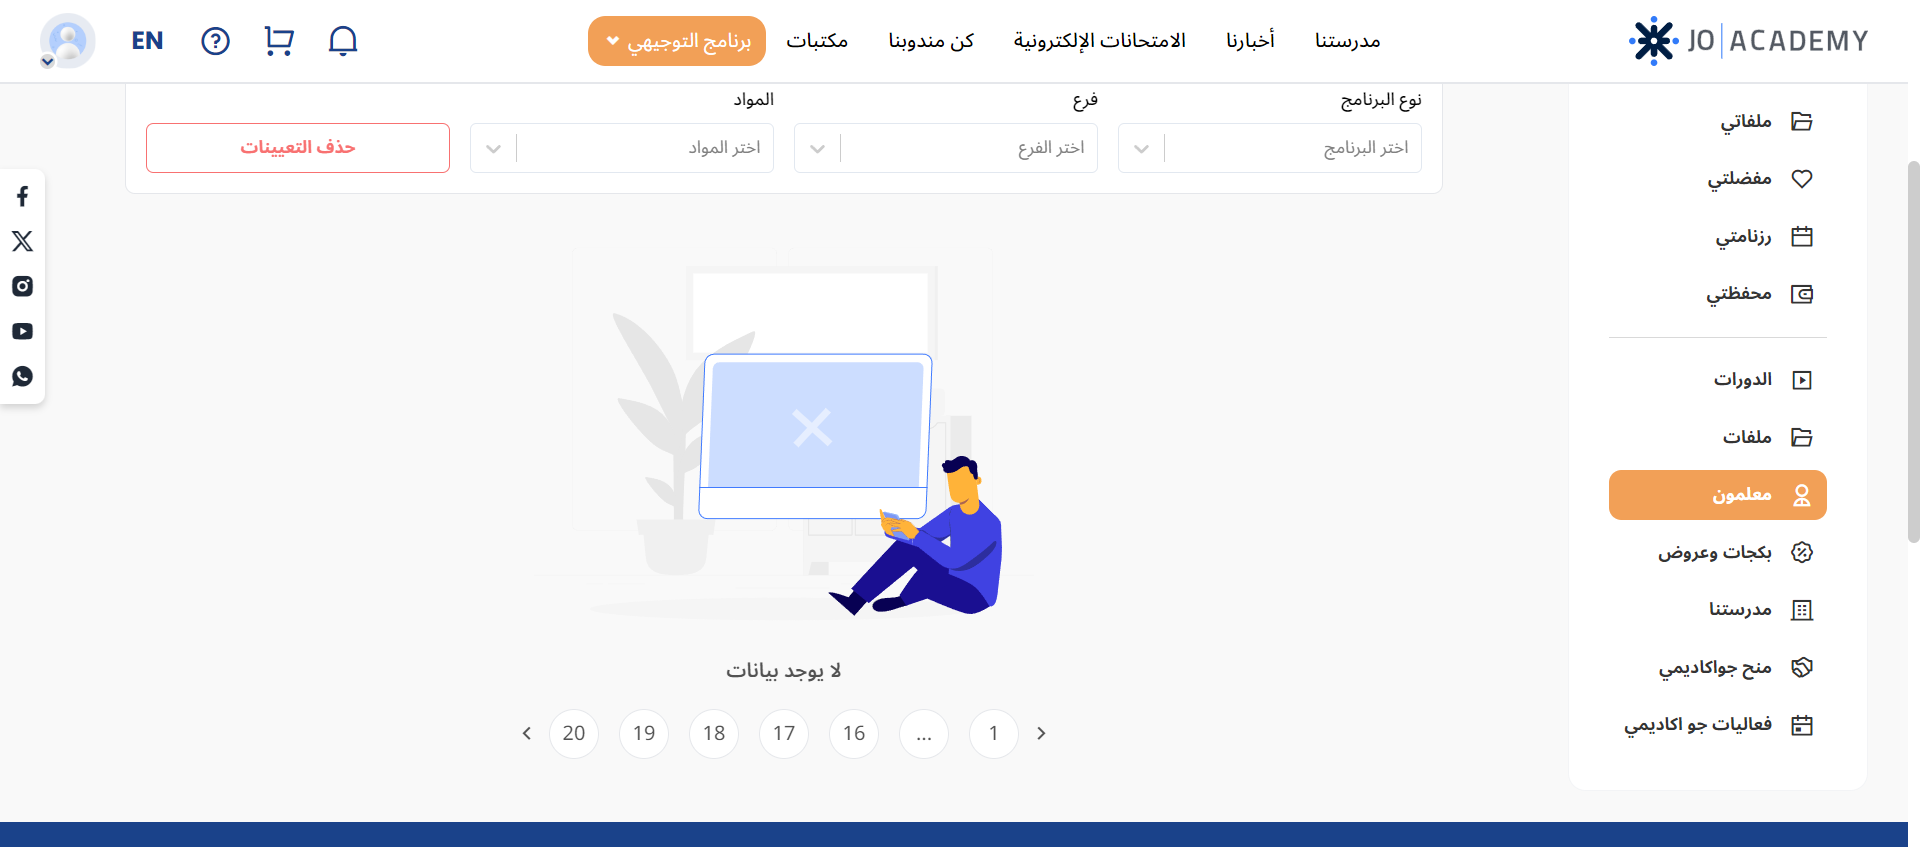 JO ACADEMY
مدرستنا
أخبارنا
الامتحانات الإلكترونية
كن مندوبنا
مكتبات
برنامج التوجيهي
EN
ملفاتي
مفضلتي
رزنامتي
محفظتي
الدورات
ملفات
معلمون
بكجات وعروض
مدرستنا
منح جواكاديمي
فعاليات جو اكاديمي
نوع البرنامج
فرع
المواد
اختر البرنامج
اختر الفرع
اختر المواد
حذف التعيينات
لا يوجد بيانات
1 ... 16 17 18 19 20